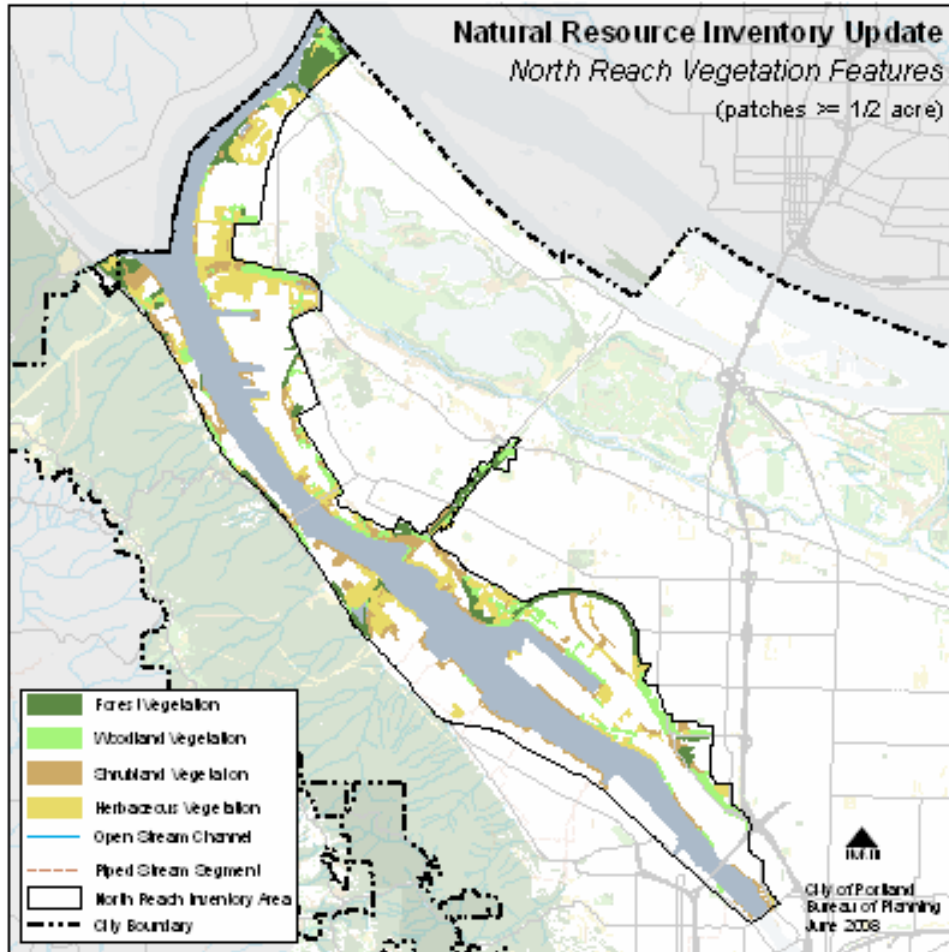 Natural Resource Inventory Update
North Reach Vegetation Features
(patches >= 1/2 acre)
Forest Vegetation
Woodland Vegetation
Shrubland Vegetation
Herbaceous Vegetation
Open Stream Channel
Piped Stream Segment
North Reach Inventory Area
City Boundary
NORTH
City of Portland
Bureau of Planning
June 2008